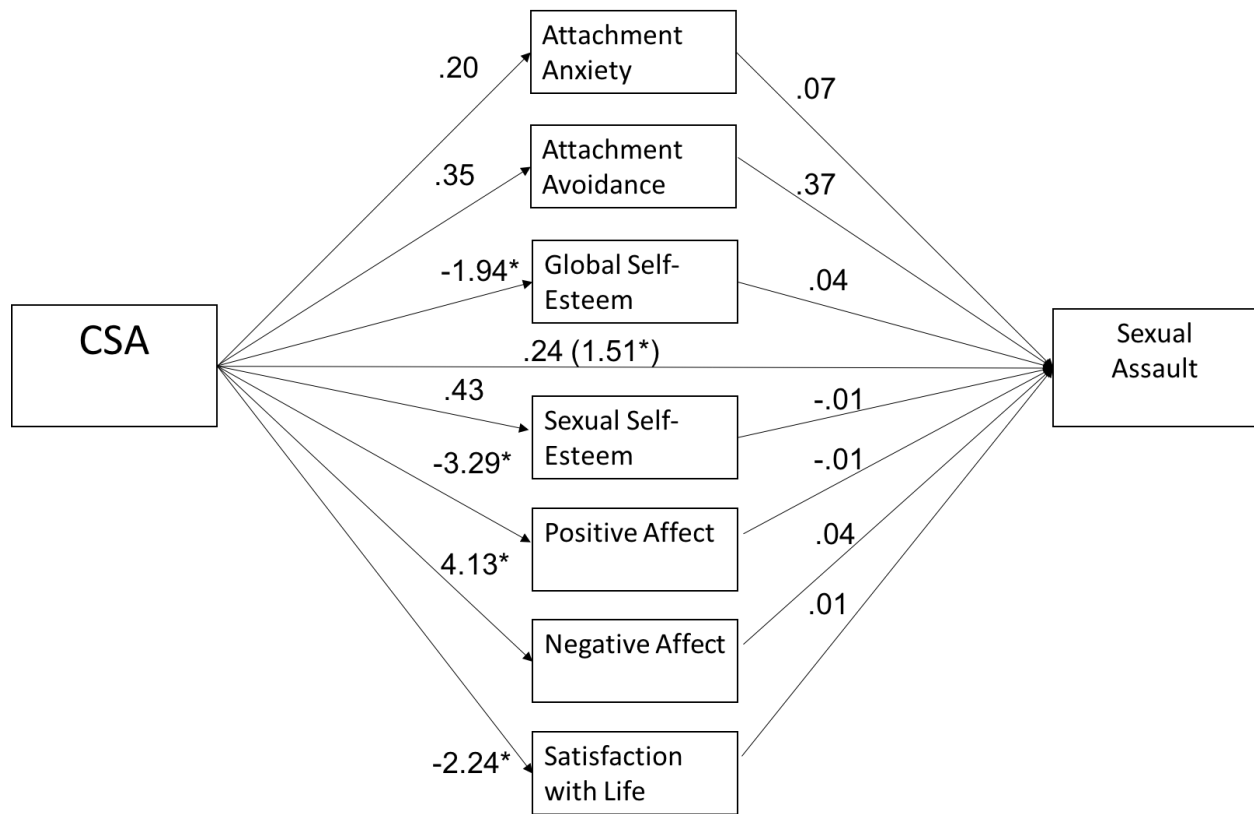 Attachment
Anxiety
.20
.07
Attachment
Avoidance
.35
.37
Global Self-
Esteem
-1.94*
.04
CSA
.24 (1.51*)
Sexual
Assault
.43
Sexual Self-
Esteem
-.01
-3.29*
Positive Affect
-.01
4.13*
Negative Affect
.04
-2.24*
Satisfaction
with Life
.01